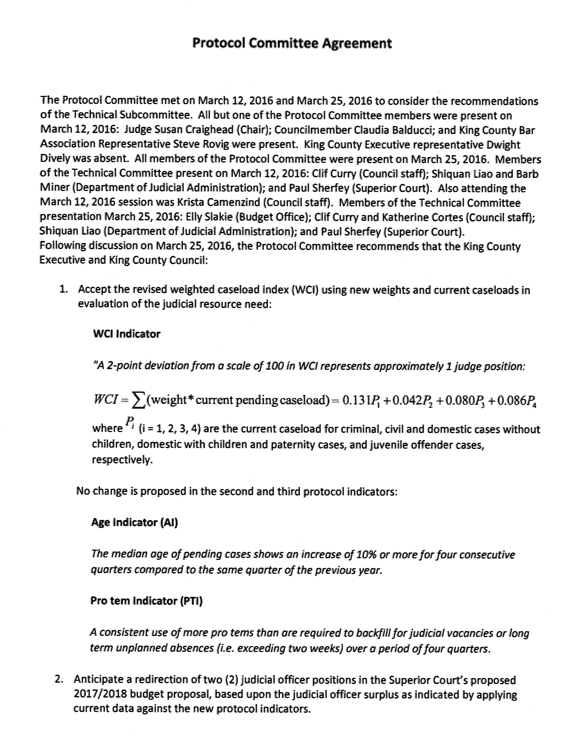 Protocol Committee Agreement
The Protocol Committee met on March 12, 2016 and March 25, 2016 to consider the recommendations
of the Technical Subcommittee. All but one of the Protocol Committee members were present on
March 12, 2016: Judge Susan Craighead (Chair); Councilmember Claudia Balducci; and King County Bar
Association Representative Steve Rovig were present. King County Executive representative Dwight
Dively was absent. All members of the Protocol Committee were present on March 25, 2016. Members
of the Technical Committee present on March 12, 2016: Clif Curry (Council staff); Shiquan Liao and Barb
Miner (Department of Judicial Administration); and Paul Sherfey (Superior Court). Also attending the
March 12, 2016 session was Krista Camenzind (Council staff). Members of the Technical Committee
presentation March 25, 2016: Elly Slakie (Budget Office); Clif Curry and Katherine Cortes (Council staff);
Shiquan Liao (Department of Judicial Administration); and Paul Sherfey (Superior Court).
Following discussion on March 25, 2016, the Protocol Committee recommends that the King County
Executive and King County Council:
1. Accept the revised weighted caseload index (WCI) using new weights and current caseloads in
evaluation of the judicial resource need:
WCI Indicator
"A 2-point deviation from a scale of 100 in WCI represents approximately 1 judge position:
WCI = ∑(weight*current pending caseload) = 0.131P₁ + 0.042P₂ + 0.080P₃ + 0.086P₄
where Pᵢ (i = 1, 2, 3, 4) are the current caseload for criminal, civil and domestic cases without
children, domestic with children and paternity cases, and juvenile offender cases,
respectively.
No change is proposed in the second and third protocol indicators:
Age Indicator (AI)
The median age of pending cases shows an increase of 10% or more for four consecutive
quarters compared to the same quarter of the previous year.
Pro tem Indicator (PTI)
A consistent use of more pro tems than are required to backfill for judicial vacancies or long
term unplanned absences (i.e. exceeding two weeks) over a period of four quarters.
2. Anticipate a redirection of two (2) judicial officer positions in the Superior Court's proposed
2017/2018 budget proposal, based upon the judicial officer surplus as indicated by applying
current data against the new protocol indicators.